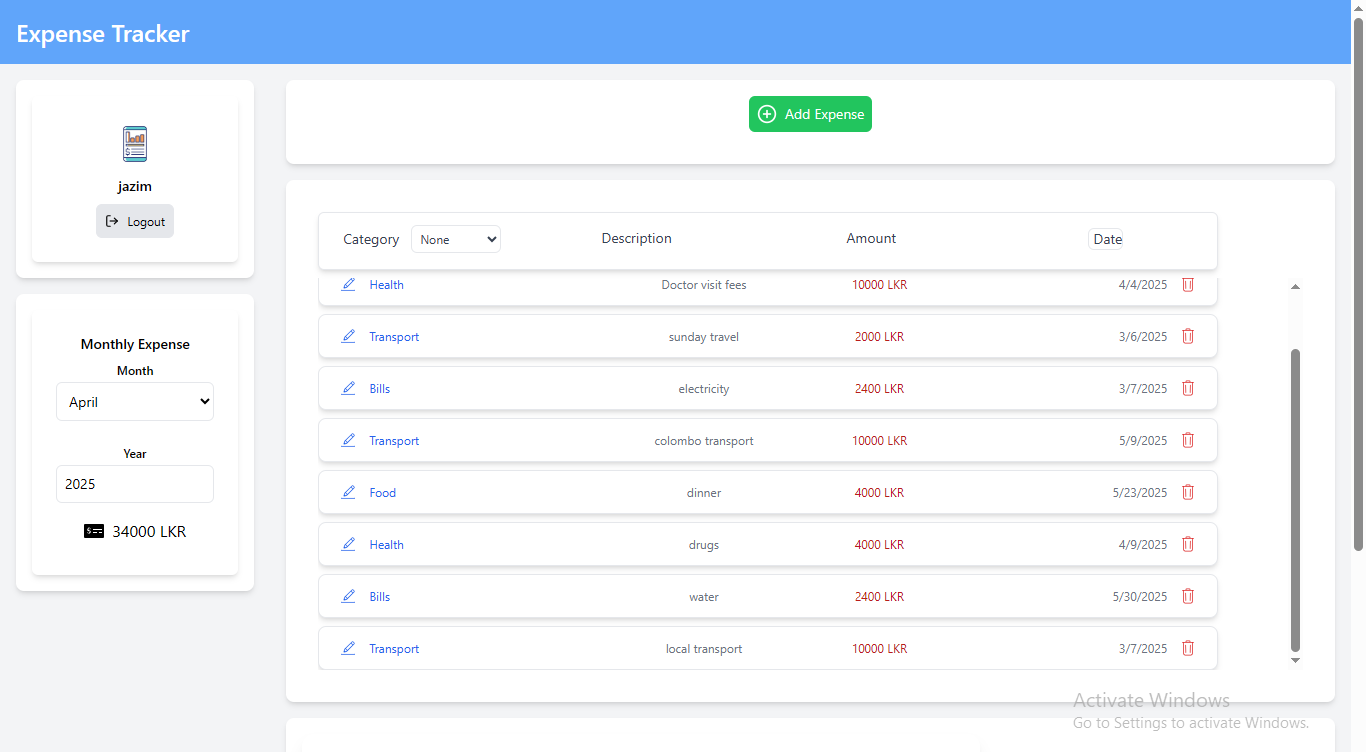 Expense Tracker
jazim
Logout
Monthly Expense
Month
April
Year
2025
34000 LKR
Add Expense
Category None Description Amount Date
Health Doctor visit fees 10000 LKR 4/4/2025
Transport sunday travel 2000 LKR 3/6/2025
Bills electricity 2400 LKR 3/7/2025
Transport colombo transport 10000 LKR 5/9/2025
Food dinner 4000 LKR 5/23/2025
Health drugs 4000 LKR 4/9/2025
Bills water 2400 LKR 5/30/2025
Transport local transport 10000 LKR 3/7/2025
Activate Windows
Go to Settings to activate Windows.